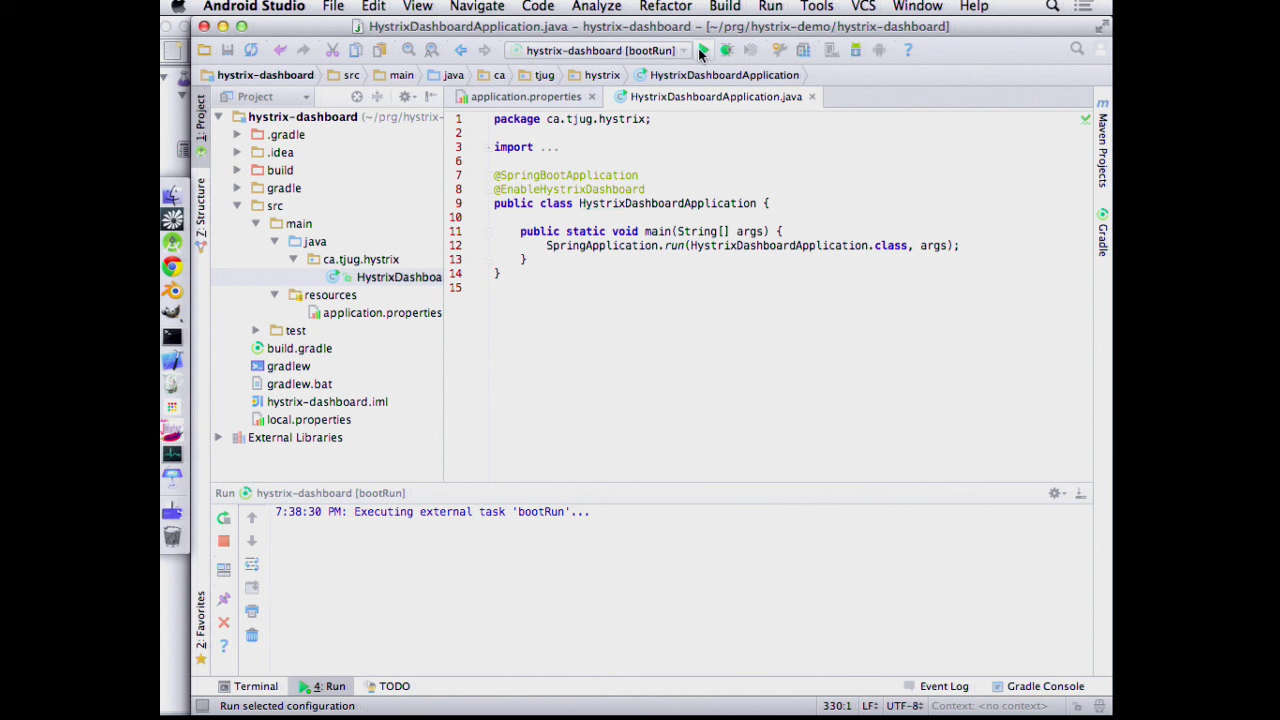 Android Studio File Edit View Navigate Code Analyze Refactor Build Run Tools VCS Window Help
HystrixDashboardApplication.java - hystrix-dashboard - [~/prg/hystrix-demo/hystrix-dashboard]
hystrix-dashboard [bootRun]
hystrix-dashboard src main java ca tjug hystrix HystrixDashboardApplication
1: Project
Z: Structure
2: Favorites
Project
application.properties
HystrixDashboardApplication.java
hystrix-dashboard (~/prg/hystrix-
.gradle
.idea
build
gradle
src
main
java
ca.tjug.hystrix
HystrixDashboa
resources
application.properties
test
build.gradle
gradlew
gradlew.bat
hystrix-dashboard.iml
local.properties
External Libraries
1 package ca.tjug.hystrix;
2
3 import ...
6
7 @SpringBootApplication
8 @EnableHystrixDashboard
9 public class HystrixDashboardApplication {
10
11 public static void main(String[] args) {
12 SpringApplication.run(HystrixDashboardApplication.class, args);
13 }
14 }
15
Maven Projects
Gradle
Run hystrix-dashboard [bootRun]
7:38:30 PM: Executing external task 'bootRun'...
Terminal 4: Run TODO Event Log Gradle Console
Run selected configuration 330:1 LF÷ UTF-8÷ Context: <no context>